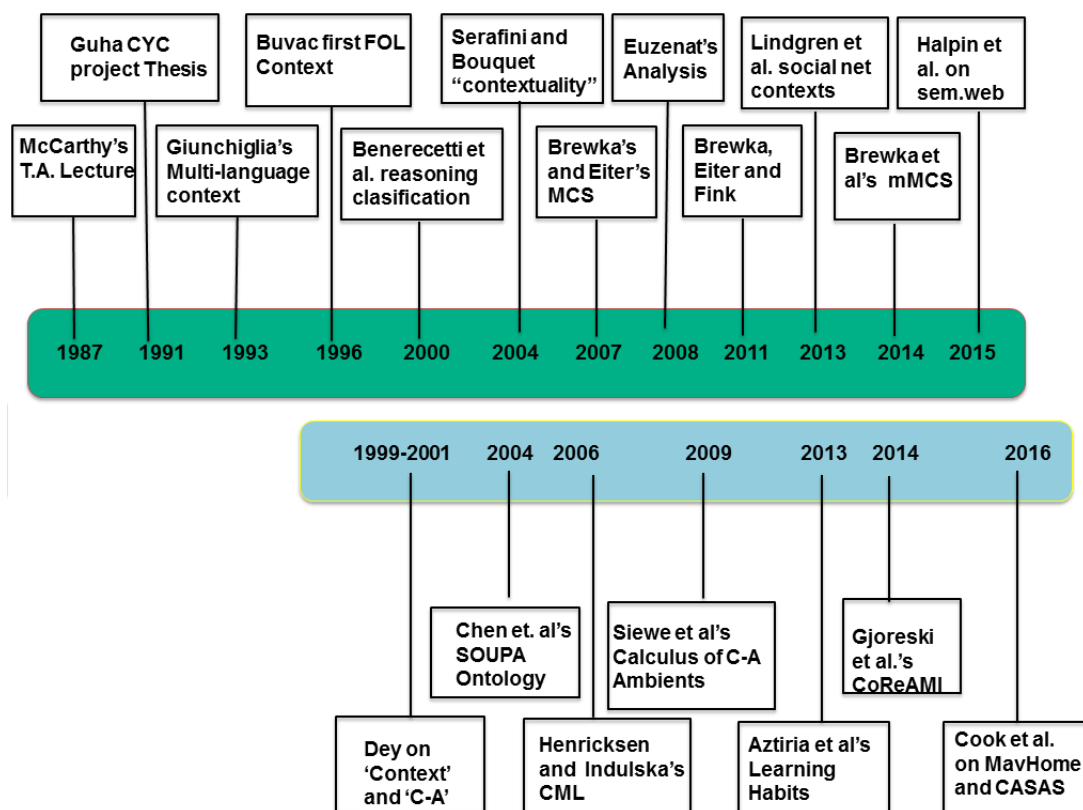 Guha CYC
project Thesis
Buvac first FOL
Context
Serafini and
Bouquet
“contextuality”
Euzenat’s
Analysis
Lindgren et
al. social net
contexts
Halpin et
al. on
sem.web
McCarthy’s
T.A. Lecture
Giunchiglia’s
Multi-language
context
Benerecetti et
al. reasoning
clasification
Brewka’s
and Eiter’s
MCS
Brewka,
Eiter and
Fink
Brewka et
al’s mMCS
1987 1991 1993 1996 2000 2004 2007 2008 2011 2013 2014 2015
1999-2001 2004 2006 2009 2013 2014 2016
Chen et. al’s
SOUPA
Ontology
Siewe et al’s
Calculus of C-A
Ambients
Gjoreski
et al.’s
CoReAMI
Dey on
‘Context’
and ‘C-A’
Henricksen
and Indulska’s
CML
Aztiria et al’s
Learning
Habits
Cook et al.
on MavHome
and CASAS